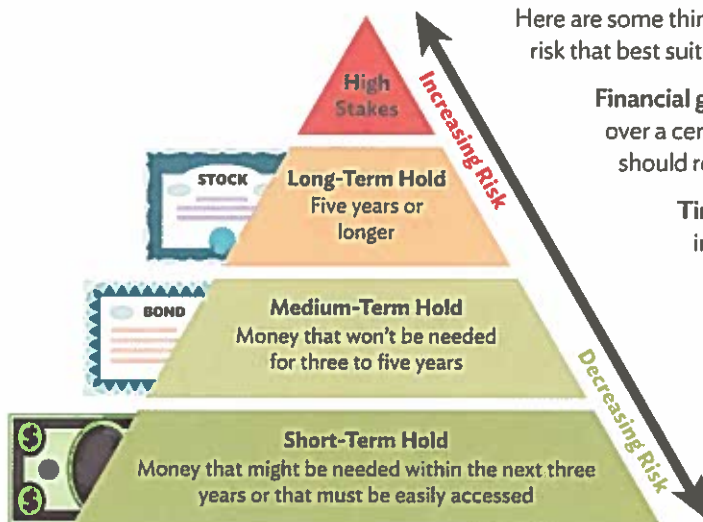 Here are some thin
risk that best suit
Financial g
over a cer
should re
Tir
in
High
Stakes
Increasing Risk
STOCK
Long-Term Hold
Five years or
longer
BOND
Medium-Term Hold
Money that won't be needed
for three to five years
Decreasing Risk
$
$
Short-Term Hold
Money that might be needed within the next three
years or that must be easily accessed